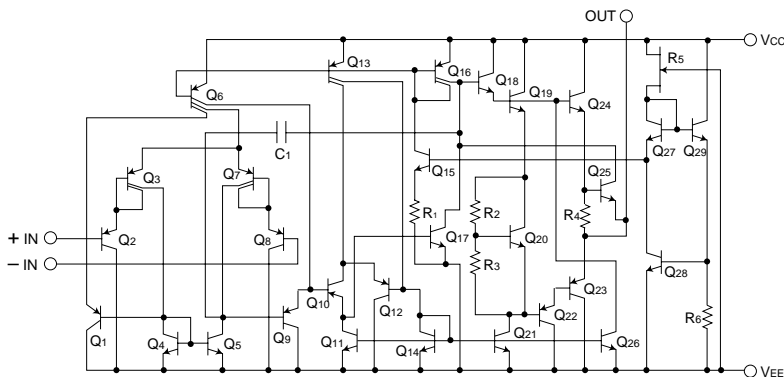 OUT
VCC
Q13
Q16
Q18
R5
Q6
Q19
Q24
C1
Q3
Q7
Q15
Q27
Q29
Q25
R1
R2
R4
+ IN
Q2
Q8
Q17
Q20
− IN
R3
Q28
Q10
Q12
Q23
Q22
R6
Q1
Q4
Q5
Q9
Q11
Q14
Q21
Q26
VEE